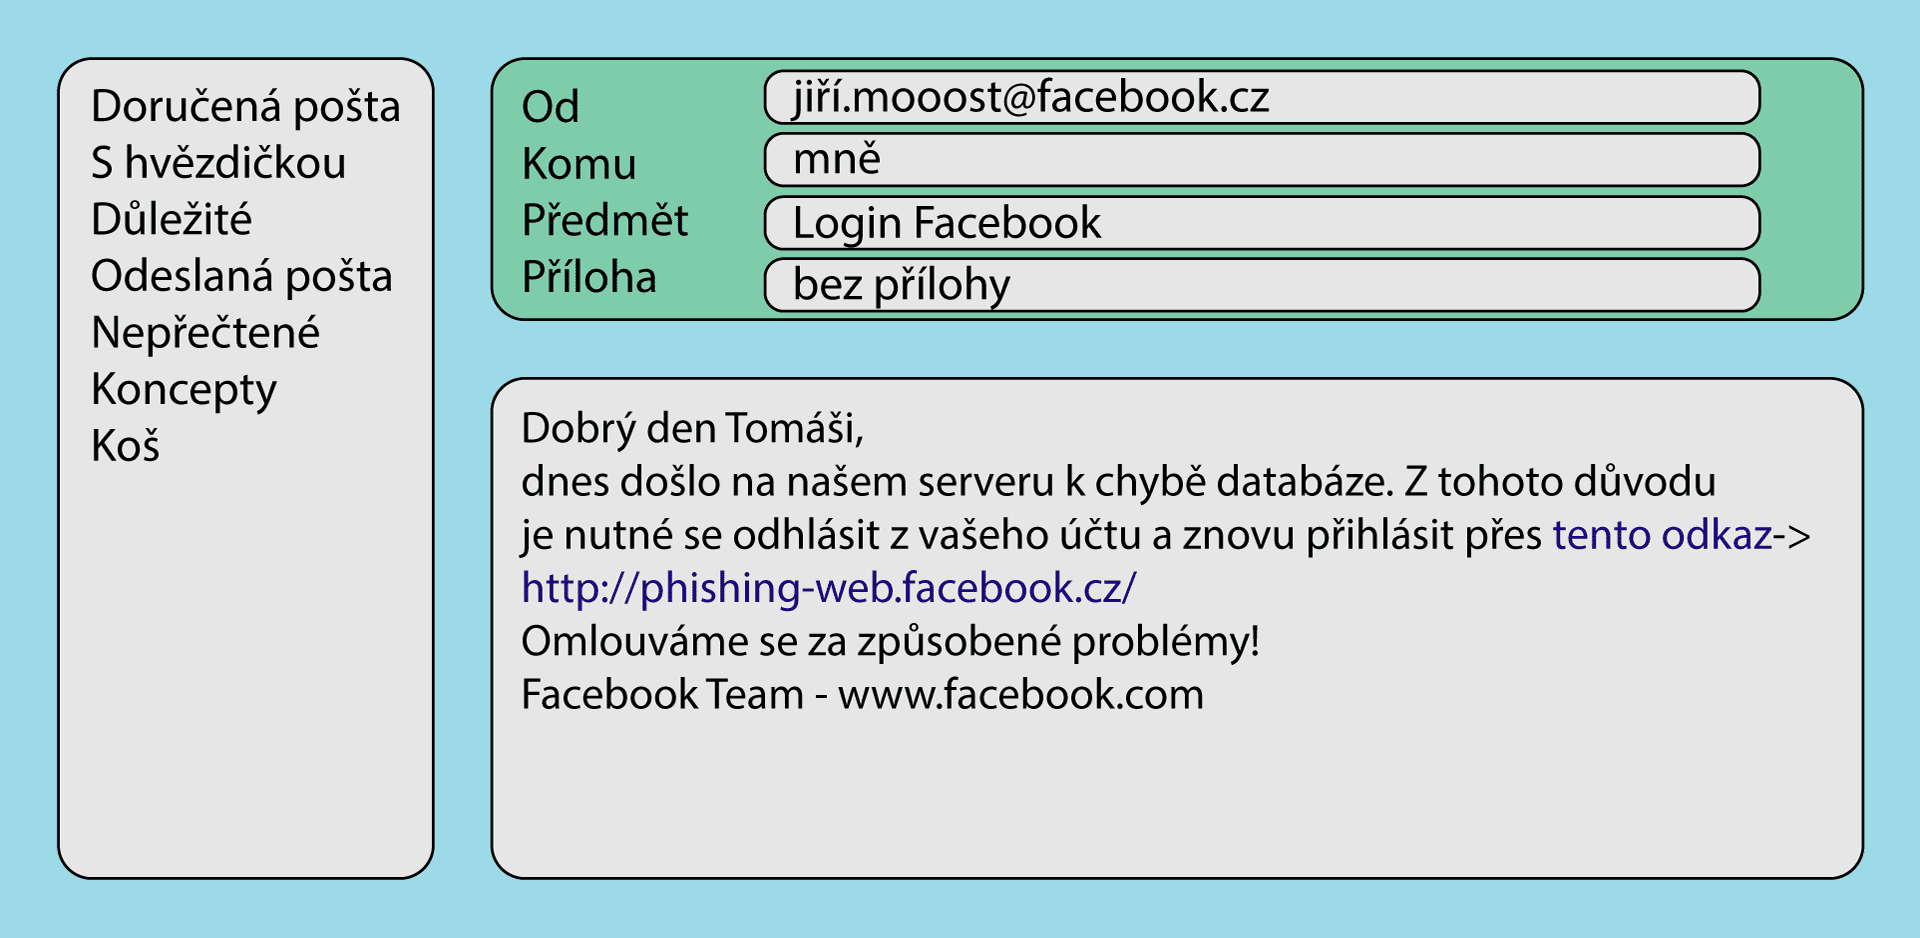 Doručená pošta
S hvězdičkou
Důležité
Odeslaná pošta
Nepřečtené
Koncepty
Koš
Od jiří.mooost@facebook.cz
Komu mně
Předmět Login Facebook
Příloha bez přílohy
Dobrý den Tomáši,
dnes došlo na našem serveru k chybě databáze. Z tohoto důvodu
je nutné se odhlásit z vašeho účtu a znovu přihlásit přes tento odkaz->
http://phishing-web.facebook.cz/
Omlouváme se za způsobené problémy!
Facebook Team - www.facebook.com